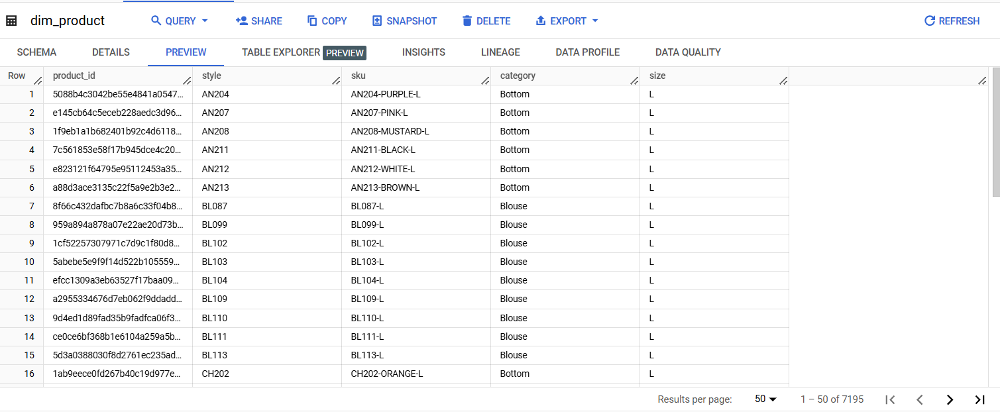 dim_product QUERY SHARE COPY SNAPSHOT DELETE EXPORT REFRESH
SCHEMA DETAILS PREVIEW TABLE EXPLORER PREVIEW INSIGHTS LINEAGE DATA PROFILE DATA QUALITY
Row product_id style sku category size
1 5088b4c3042be55e4841a0547... AN204 AN204-PURPLE-L Bottom L
2 e145cb64c5eceb228aedc3d96... AN207 AN207-PINK-L Bottom L
3 1f9eb1a1b682401b92c4d6118... AN208 AN208-MUSTARD-L Bottom L
4 7c561853e58f17b945dce4c20... AN211 AN211-BLACK-L Bottom L
5 e823121f64795e95112453a35... AN212 AN212-WHITE-L Bottom L
6 a88d3ace3135c22f5a9e2b3e2... AN213 AN213-BROWN-L Bottom L
7 8f66c432dafbc7b8a6c33f04b8... BL087 BL087-L Blouse L
8 959a894a878a07e22ae20d73b... BL099 BL099-L Blouse L
9 1cf52257307971c7d9c1f80d8... BL102 BL102-L Blouse L
10 5abebe5e9f9f14d522b105559... BL103 BL103-L Blouse L
11 efcc1309a3eb63527f17baa09... BL104 BL104-L Blouse L
12 a2955334676d7eb062f9ddadd... BL109 BL109-L Blouse L
13 9d4ed1d89fad35b9fadfca06f3... BL110 BL110-L Blouse L
14 ce0ce6bf368b1e6104a259a5b... BL111 BL111-L Blouse L
15 5d3a0388030f8d2761ec235ad... BL113 BL113-L Blouse L
16 1ab9eece0fd267b40c19d977e... CH202 CH202-ORANGE-L Bottom L
Results per page: 50 1 – 50 of 7195